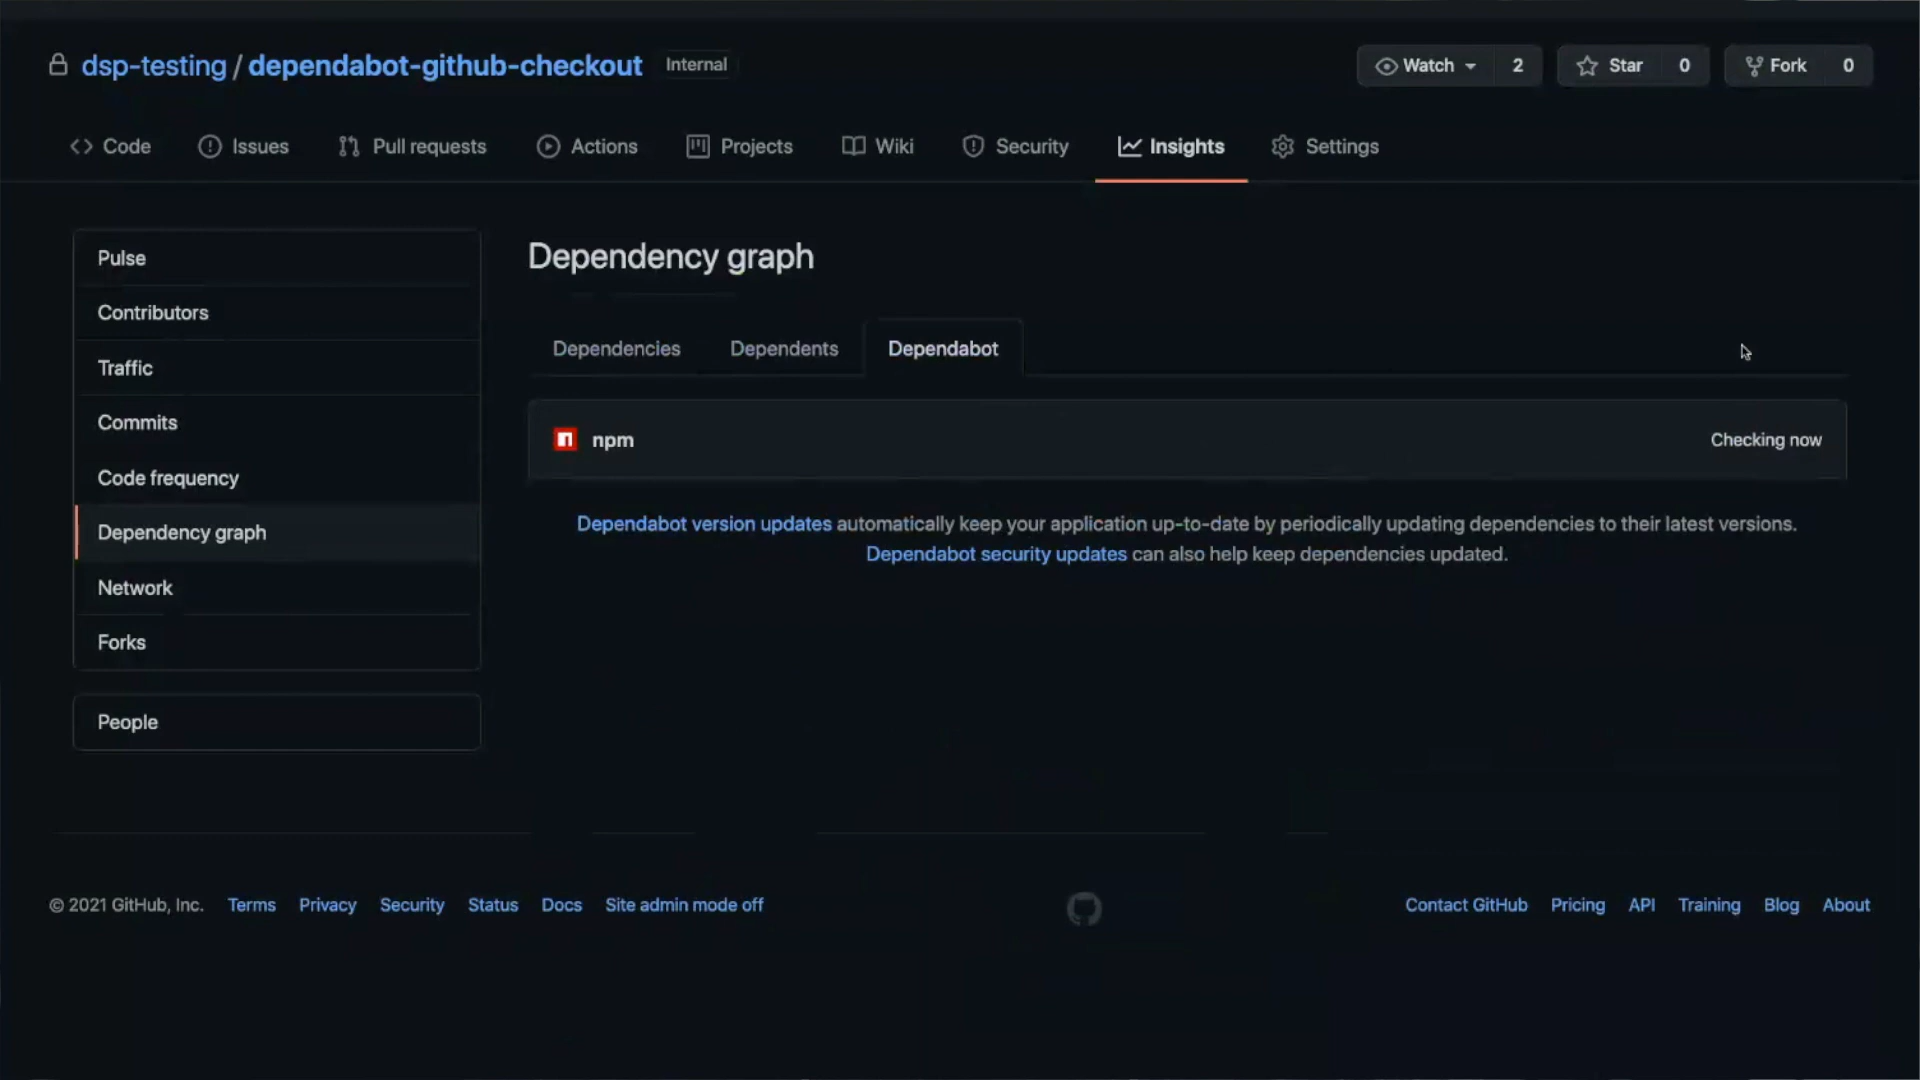 dsp-testing / dependabot-github-checkout Internal Watch 2 Star 0 Fork 0
Code Issues Pull requests Actions Projects Wiki Security Insights Settings
Pulse
Contributors
Traffic
Commits
Code frequency
Dependency graph
Network
Forks
People
Dependency graph
Dependencies Dependents Dependabot
npm Checking now
Dependabot version updates automatically keep your application up-to-date by periodically updating dependencies to their latest versions.
Dependabot security updates can also help keep dependencies updated.
© 2021 GitHub, Inc. Terms Privacy Security Status Docs Site admin mode off Contact GitHub Pricing API Training Blog About